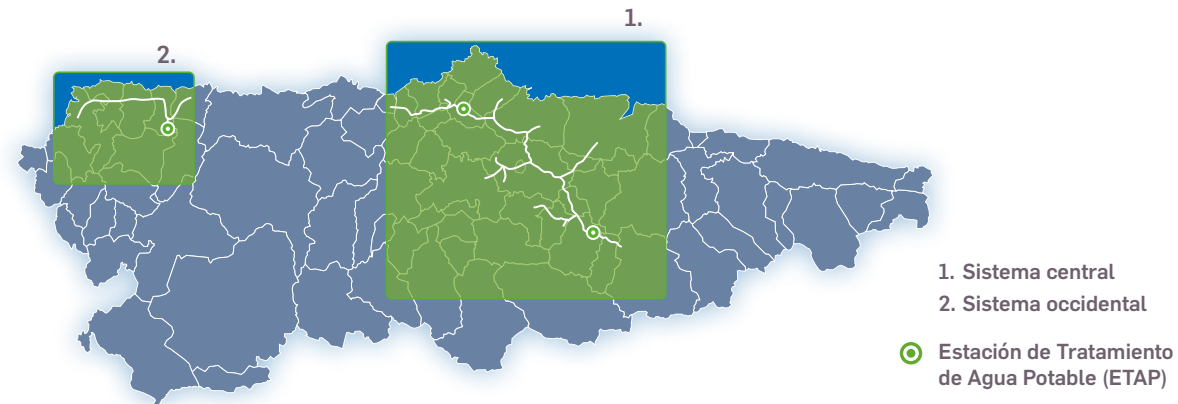 1.
2.
1. Sistema central
2. Sistema occidental
Estación de Tratamiento
de Agua Potable (ETAP)